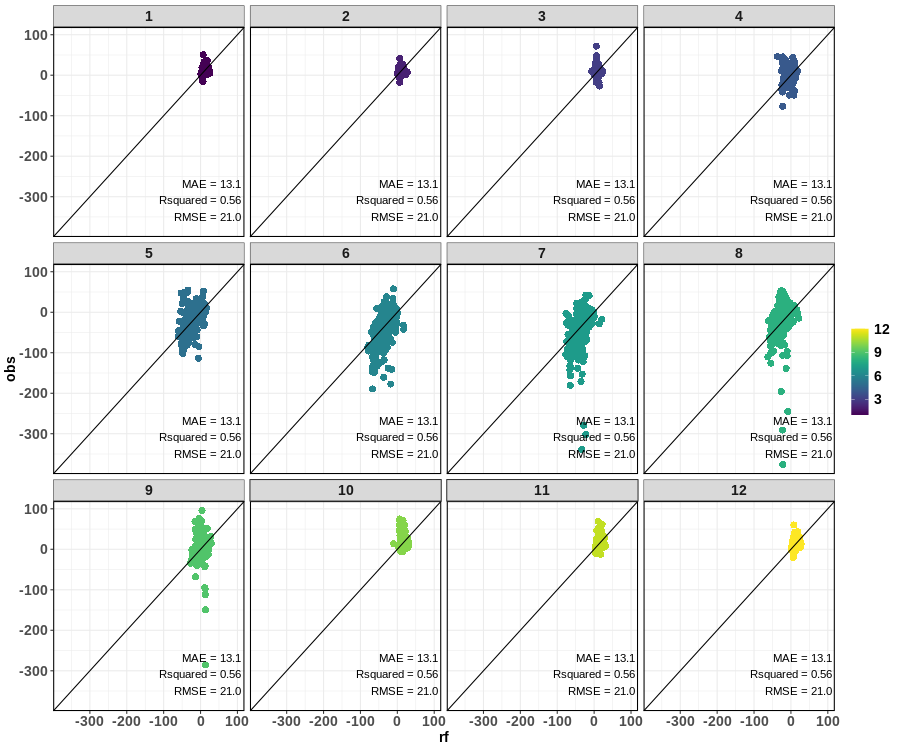 1 2 3 4
100
0
-100
-200
-300
MAE = 13.1 MAE = 13.1 MAE = 13.1 MAE = 13.1
Rsquared = 0.56 Rsquared = 0.56 Rsquared = 0.56 Rsquared = 0.56
RMSE = 21.0 RMSE = 21.0 RMSE = 21.0 RMSE = 21.0
5 6 7 8
100
0
-100
-200
-300
MAE = 13.1 MAE = 13.1 MAE = 13.1 MAE = 13.1
Rsquared = 0.56 Rsquared = 0.56 Rsquared = 0.56 Rsquared = 0.56
RMSE = 21.0 RMSE = 21.0 RMSE = 21.0 RMSE = 21.0
obs
12
9
6
3
9 10 11 12
100
0
-100
-200
-300
MAE = 13.1 MAE = 13.1 MAE = 13.1 MAE = 13.1
Rsquared = 0.56 Rsquared = 0.56 Rsquared = 0.56 Rsquared = 0.56
RMSE = 21.0 RMSE = 21.0 RMSE = 21.0 RMSE = 21.0
-300 -200 -100 0 100 -300 -200 -100 0 100 -300 -200 -100 0 100 -300 -200 -100 0 100
rf